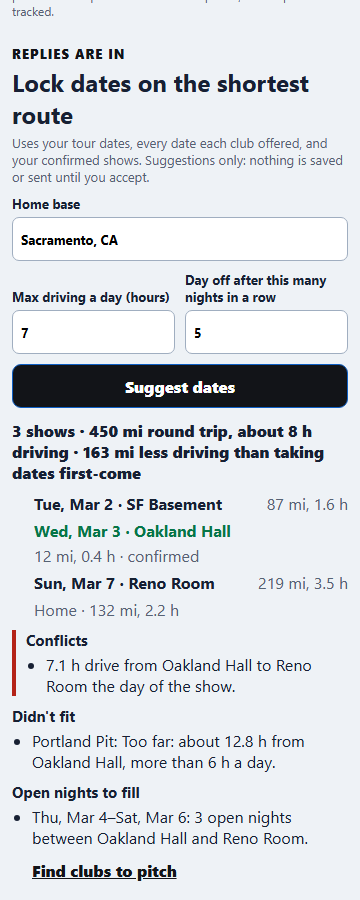 tracked.
REPLIES ARE IN
Lock dates on the shortest
route
Uses your tour dates, every date each club offered, and
your confirmed shows. Suggestions only: nothing is saved
or sent until you accept.
Home base
Sacramento, CA
Max driving a day (hours)
Day off after this many
nights in a row
7
5
Suggest dates
3 shows · 450 mi round trip, about 8 h
driving · 163 mi less driving than taking
dates first-come
Tue, Mar 2 · SF Basement 87 mi, 1.6 h
Wed, Mar 3 · Oakland Hall
12 mi, 0.4 h · confirmed
Sun, Mar 7 · Reno Room 219 mi, 3.5 h
Home · 132 mi, 2.2 h
Conflicts
• 7.1 h drive from Oakland Hall to Reno
Room the day of the show.
Didn't fit
• Portland Pit: Too far: about 12.8 h from
Oakland Hall, more than 6 h a day.
Open nights to fill
• Thu, Mar 4–Sat, Mar 6: 3 open nights
between Oakland Hall and Reno Room.
Find clubs to pitch